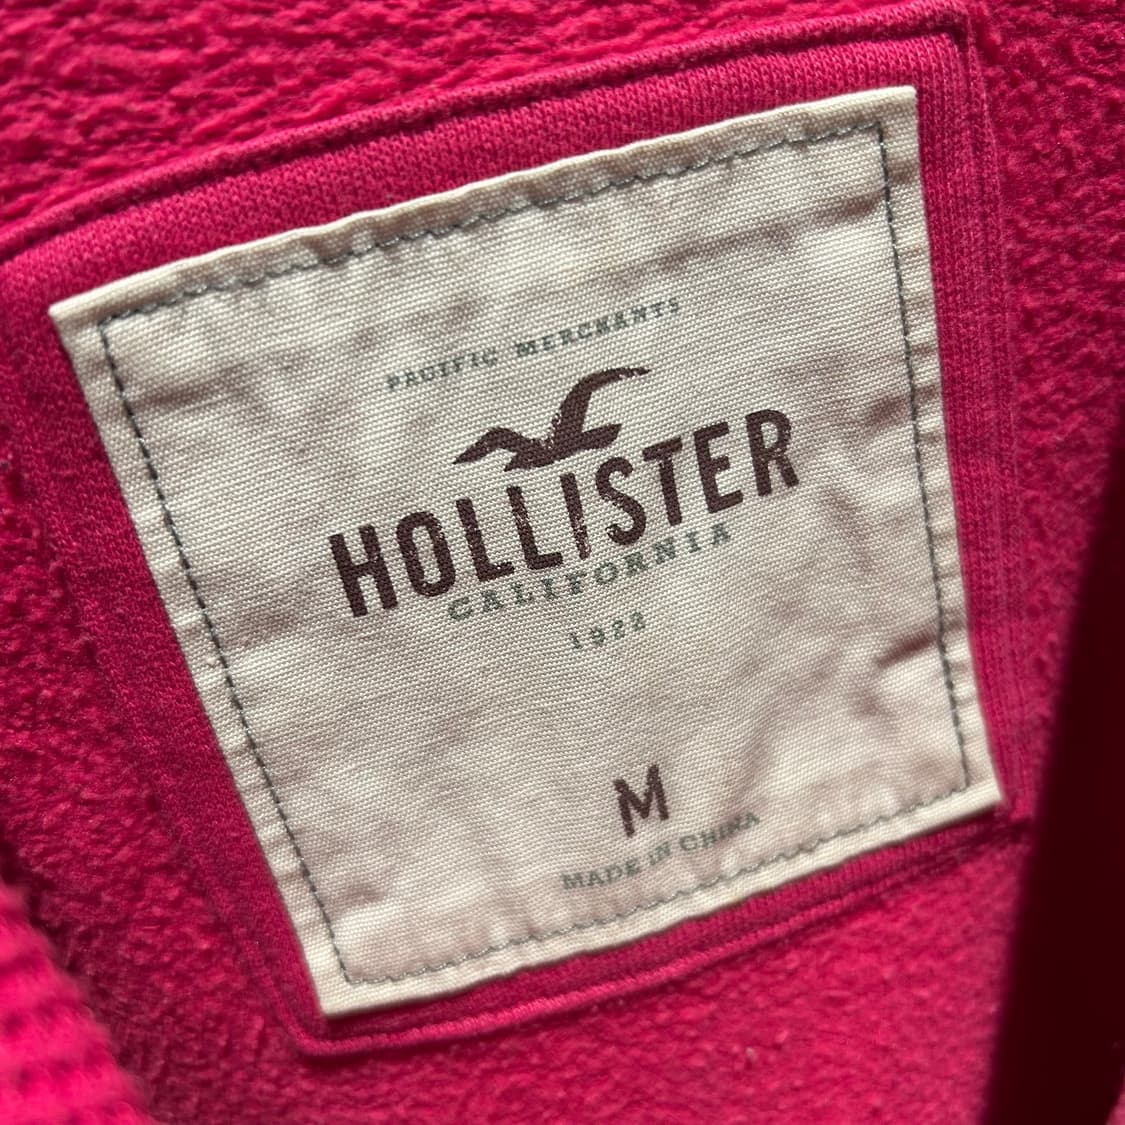 PACIFIC MERCHANTS
HOLLISTER
CALIFORNIA
1922
M
MADE IN CHINA